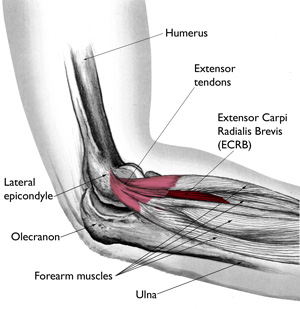 Humerus
Extensor
tendons
Extensor Carpi
Radialis Brevis
(ECRB)
Lateral
epicondyle
Olecranon
Forearm muscles
Ulna